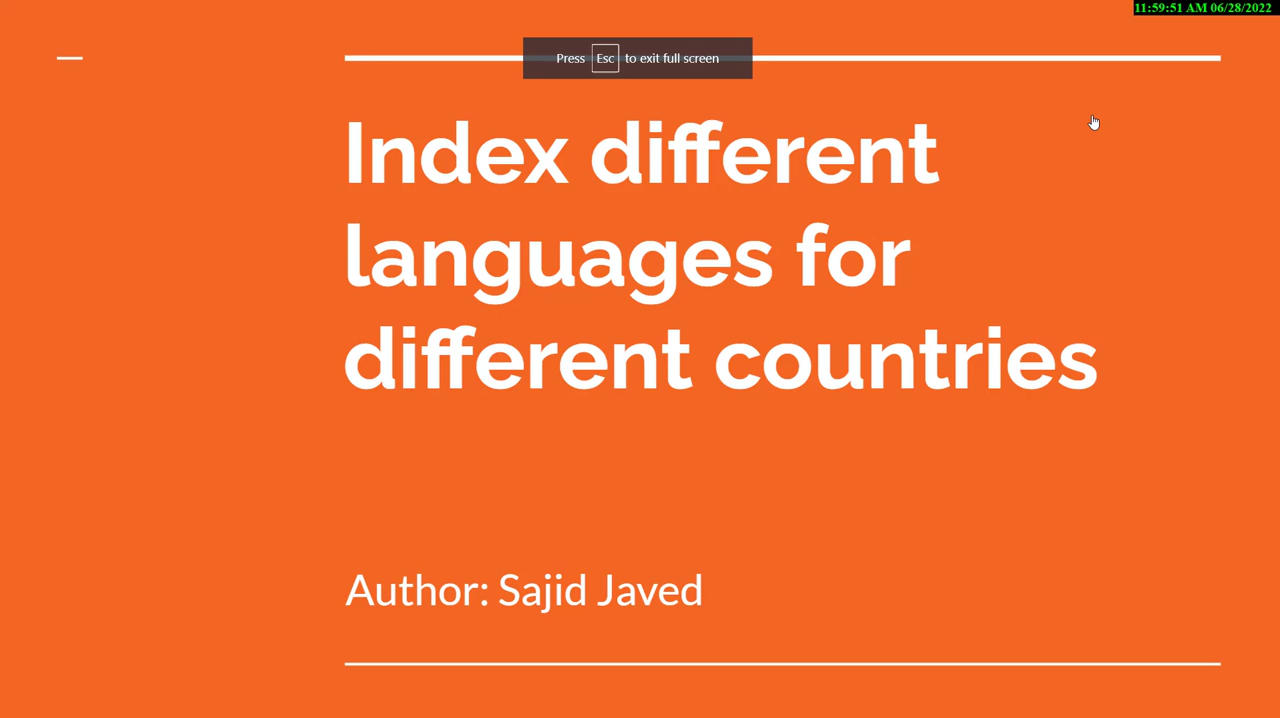 11:59:51 AM 06/28/2022
Press Esc to exit full screen
Index different
languages for
different countries
Author: Sajid Javed